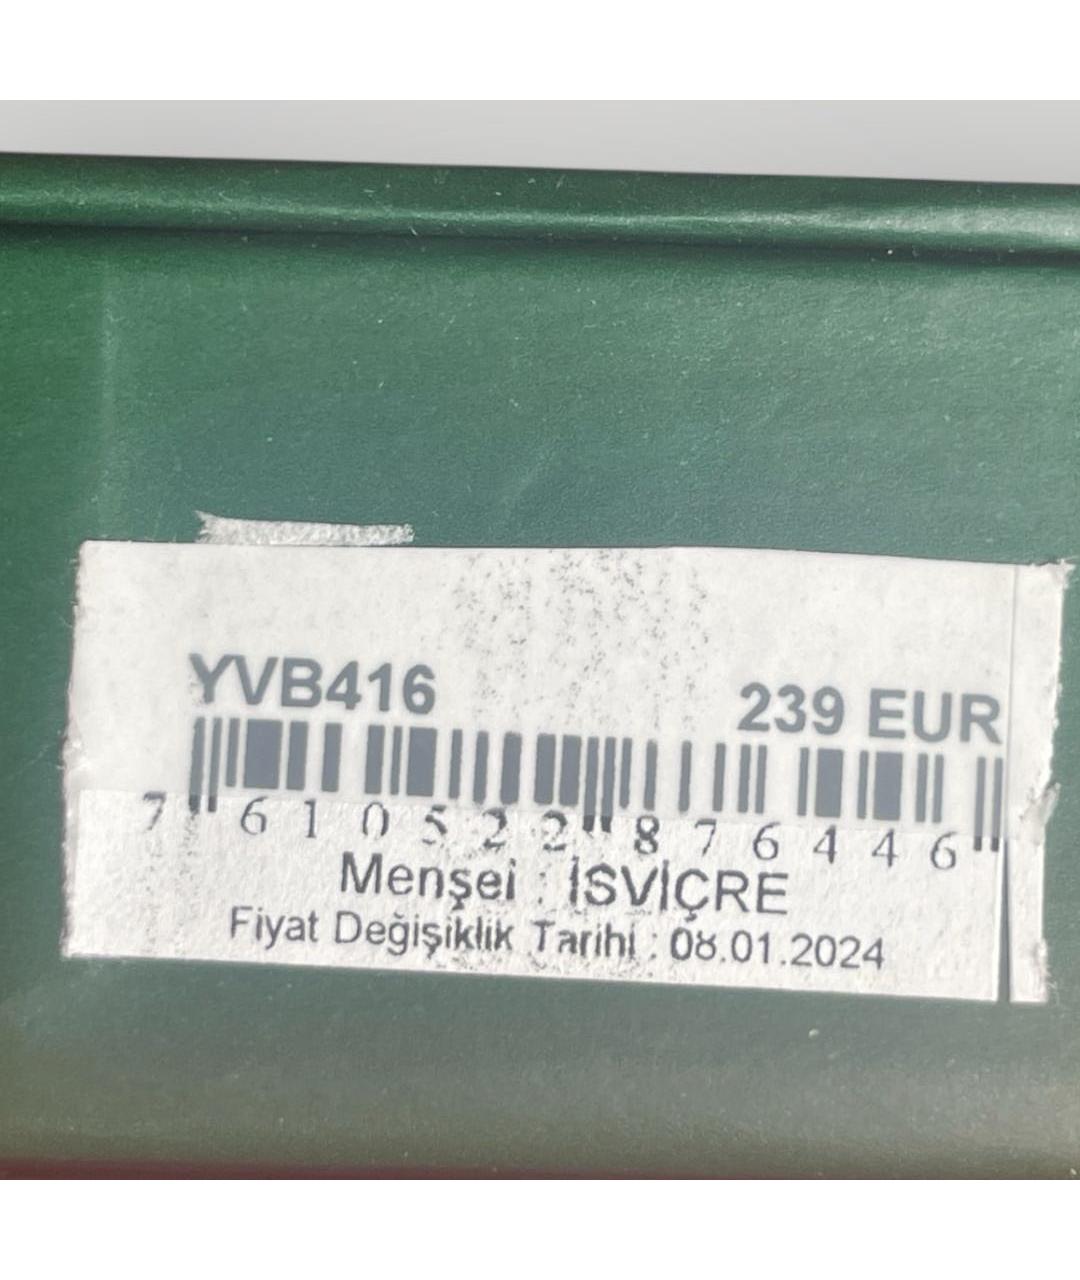 YVB416 239 EUR
7 610522 876446
Menşei : İSVİÇRE
Fiyat Değişiklik Tarihi : 08.01.2024